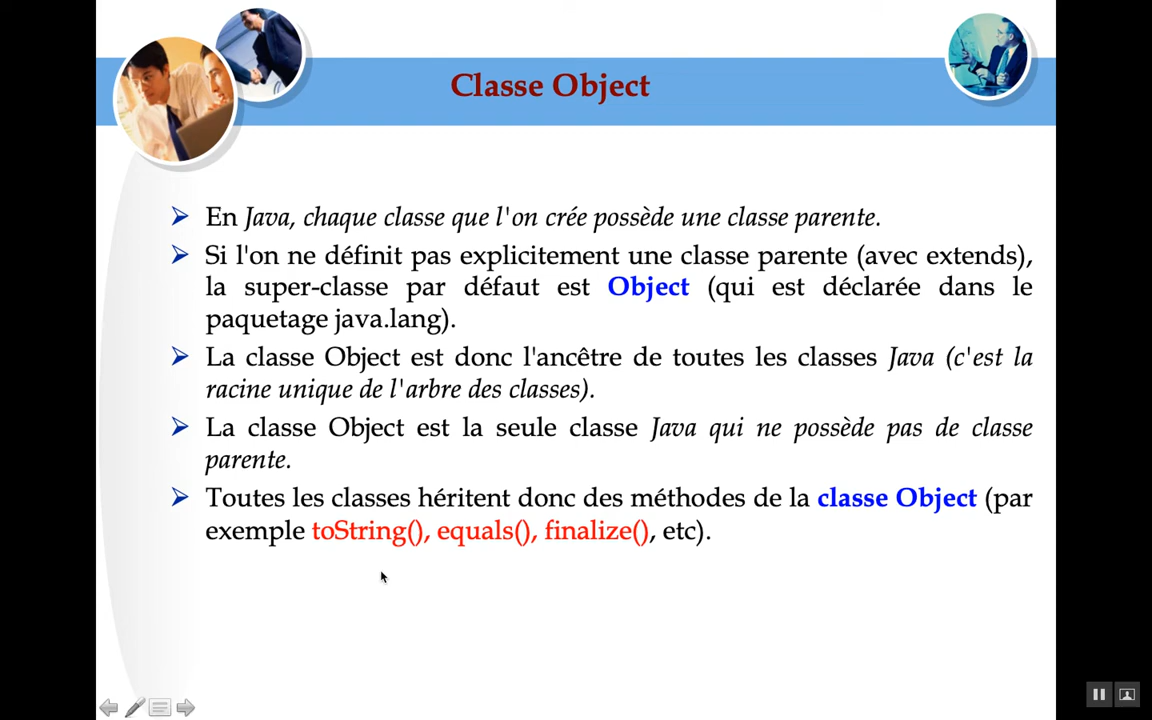 Classe Object
En Java, chaque classe que l'on crée possède une classe parente.
Si l'on ne définit pas explicitement une classe parente (avec extends),
la super-classe par défaut est Object (qui est déclarée dans le
paquetage java.lang).
La classe Object est donc l'ancêtre de toutes les classes Java (c'est la
racine unique de l'arbre des classes).
La classe Object est la seule classe Java qui ne possède pas de classe
parente.
Toutes les classes héritent donc des méthodes de la classe Object (par
exemple toString(), equals(), finalize(), etc).